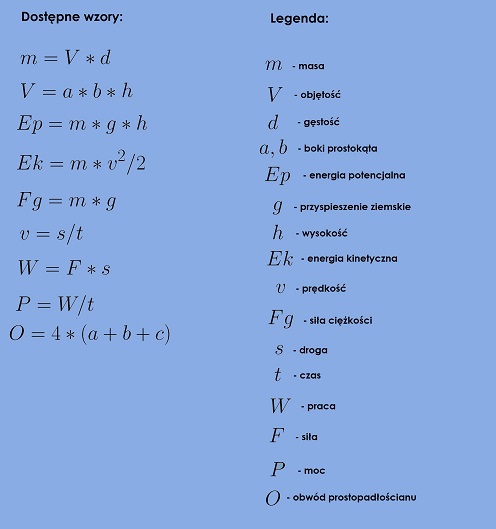 Dostępne wzory:
m = V * d
V = a * b * h
Ep = m * g * h
Ek = m * v²/2
Fg = m * g
v = s/t
W = F * s
P = W/t
O = 4 * (a + b + c)
Legenda:
m - masa
V - objętość
d - gęstość
a, b - boki prostokąta
Ep - energia potencjalna
g - przyspieszenie ziemskie
h - wysokość
Ek - energia kinetyczna
v - prędkość
Fg - siła ciężkości
s - droga
t - czas
W - praca
F - siła
P - moc
O - obwód prostopadłościanu